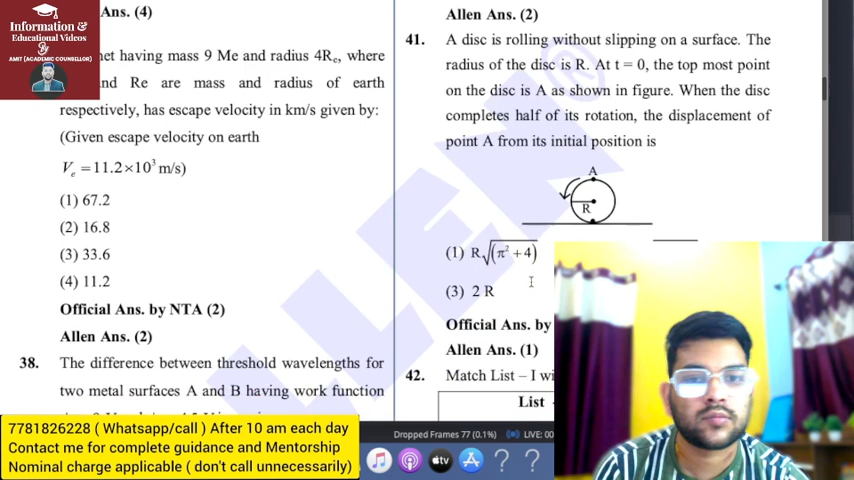 Information &
Educational Videos
By
AMIT (ACADEMIC COUNSELLOR)
Ans. (4)
net having mass 9 Me and radius 4Re, where
nd Re are mass and radius of earth
respectively, has escape velocity in km/s given by:
(Given escape velocity on earth
Ve = 11.2×10³ m/s)
(1) 67.2
(2) 16.8
(3) 33.6
(4) 11.2
Official Ans. by NTA (2)
Allen Ans. (2)
38. The difference between threshold wavelengths for
two metal surfaces A and B having work function
Allen Ans. (2)
41. A disc is rolling without slipping on a surface. The
radius of the disc is R. At t = 0, the top most point
on the disc is A as shown in figure. When the disc
completes half of its rotation, the displacement of
point A from its initial position is
A
R
(1) R√(π² + 4)
(3) 2 R
Official Ans. by
Allen Ans. (1)
42. Match List – I wi
List
ALLEN®
7781826228 ( Whatsapp/call ) After 10 am each day
Contact me for complete guidance and Mentorship
Nominal charge applicable ( don't call unnecessarily)
Dropped Frames 77 (0.1%) LIVE: 00
tv